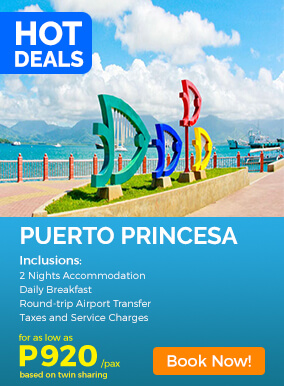 HOT
DEALS
PUERTO PRINCESA
Inclusions:
2 Nights Accommodation
Daily Breakfast
Round-trip Airport Transfer
Taxes and Service Charges
for as low as
P920 /pax
based on twin sharing
Book Now!